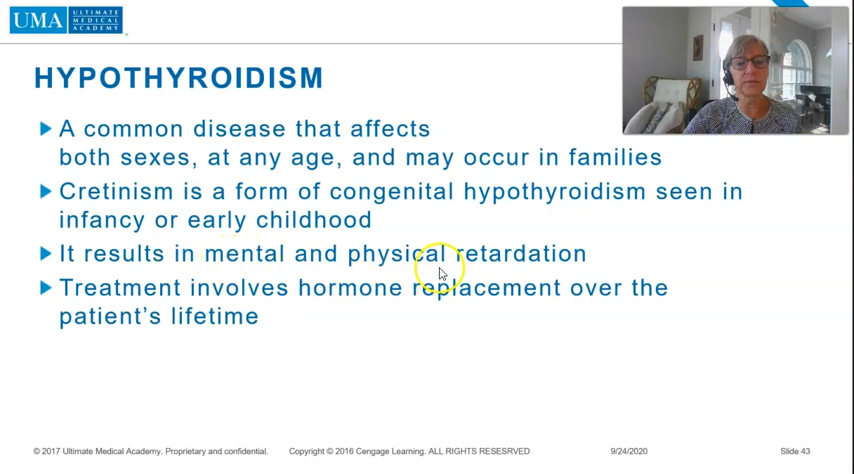 UMA ULTIMATE
MEDICAL
ACADEMY
HYPOTHYROIDISM
A common disease that affects
both sexes, at any age, and may occur in families
Cretinism is a form of congenital hypothyroidism seen in
infancy or early childhood
It results in mental and physical retardation
Treatment involves hormone replacement over the
patient's lifetime
© 2017 Ultimate Medical Academy. Proprietary and confidential. Copyright © 2016 Cengage Learning. ALL RIGHTS RESESRVED 9/24/2020 Slide 43